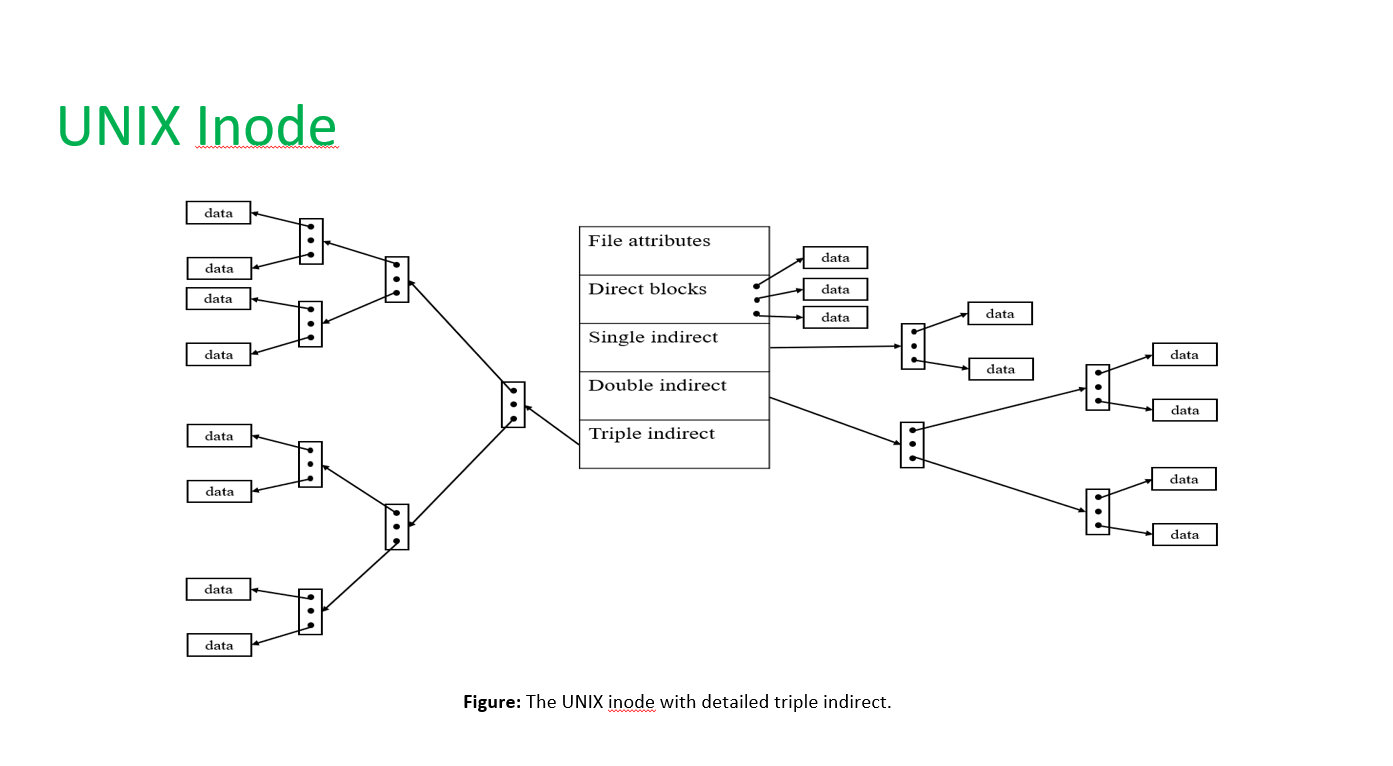 UNIX Inode
data
data
data
data
data
data
data
data
File attributes
Direct blocks
Single indirect
Double indirect
Triple indirect
data
data
data
data
data
data
data
data
data
Figure: The UNIX inode with detailed triple indirect.